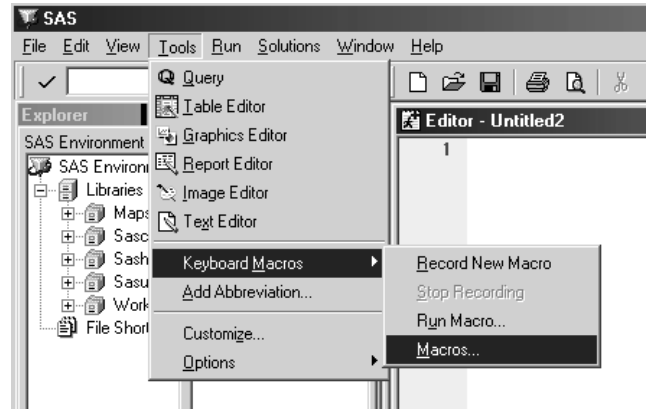 SAS
File Edit View Tools Run Solutions Window Help
Explorer
SAS Environment
SAS Environ
Libraries
Maps
Sasc
Sash
Sasu
Work
File Short
Query
Table Editor
Graphics Editor
Report Editor
Image Editor
Text Editor
Keyboard Macros
Add Abbreviation...
Customize...
Options
Editor - Untitled2
1
Record New Macro
Stop Recording
Run Macro...
Macros...